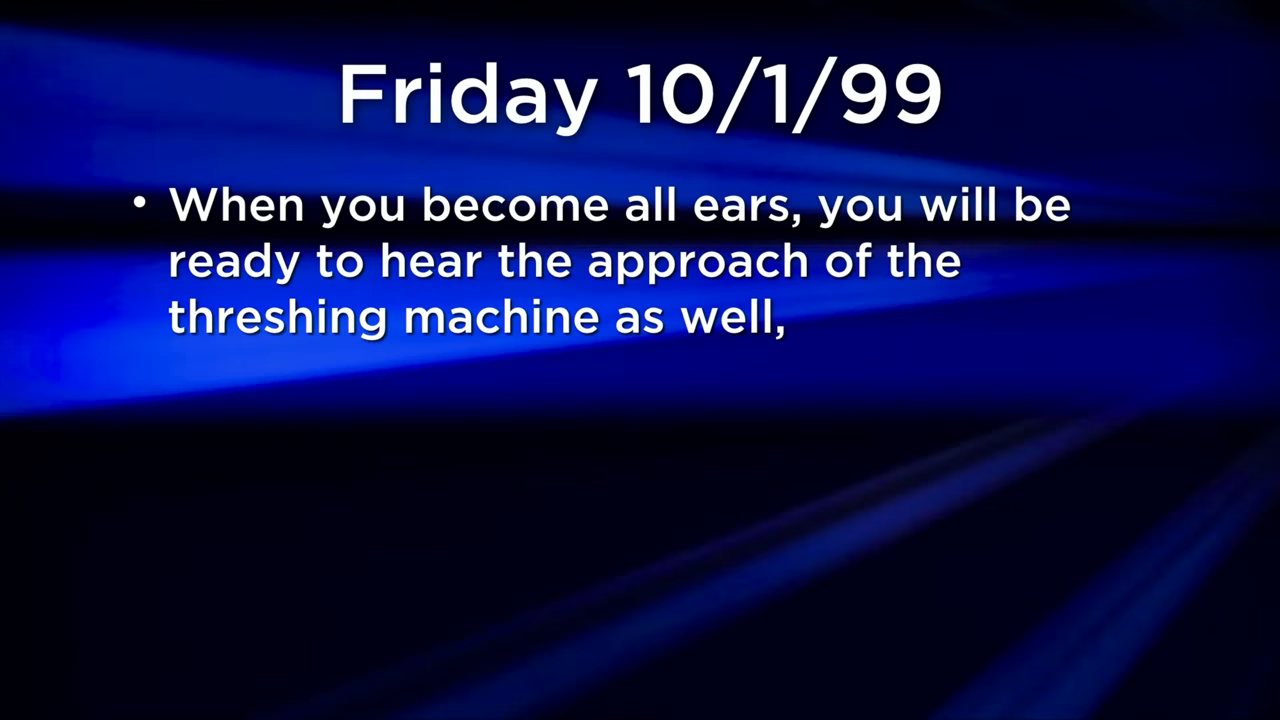 Friday 10/1/99
• When you become all ears, you will be
ready to hear the approach of the
threshing machine as well,